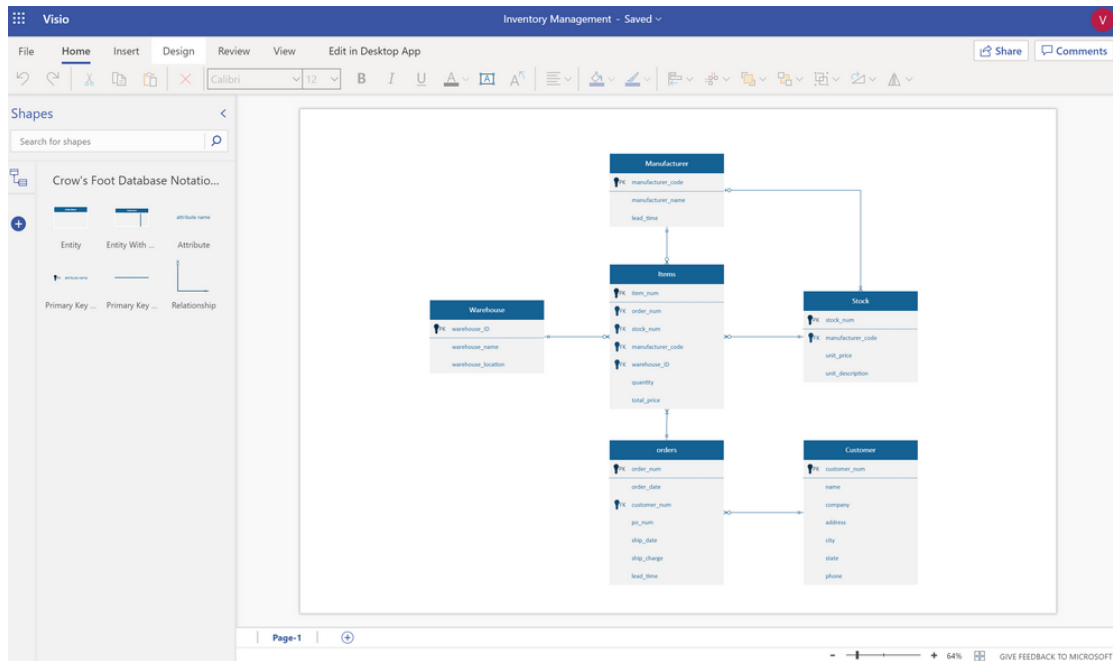 Visio
Inventory Management - Saved
V
File Home Insert Design Review View Edit in Desktop App
Share Comments
Calibri 12 B I U A A A
Shapes
Search for shapes
Crow's Foot Database Notatio...
attribute name
Entity Entity With ... Attribute
PK attribute name
Primary Key ... Primary Key ... Relationship
Manufacturer
PK manufacturer_code
manufacturer_name
lead_time
Items
PK item_num
FK order_num
FK stock_num
FK manufacturer_code
FK warehouse_ID
quantity
total_price
Warehouse
PK warehouse_ID
warehouse_name
warehouse_location
Stock
PK stock_num
FK manufacturer_code
unit_price
unit_description
orders
PK order_num
order_date
FK customer_num
po_num
ship_date
ship_charge
lead_time
Customer
PK customer_num
name
company
address
city
state
phone
Page-1
64% GIVE FEEDBACK TO MICROSOFT